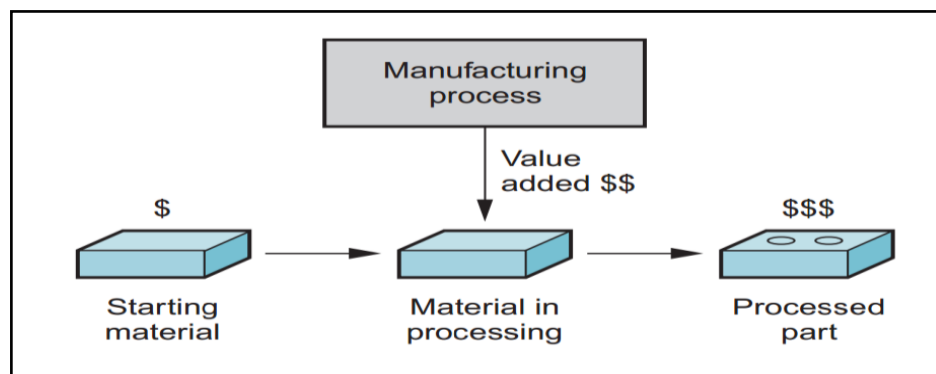 Manufacturing
process
Value
added $$
$
$$$
Starting
material
Material in
processing
Processed
part